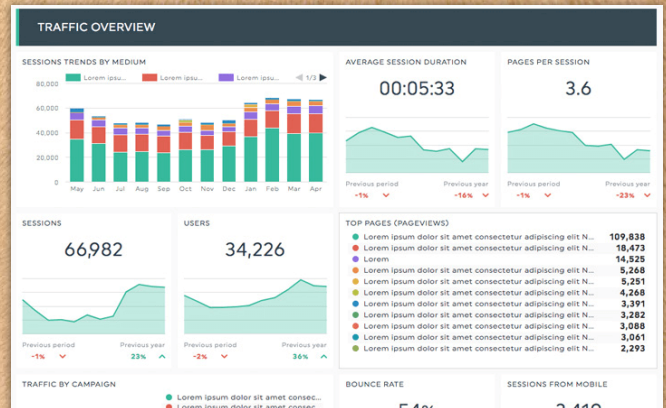 TRAFFIC OVERVIEW
SESSIONS TRENDS BY MEDIUM
Lorem ipsu... Lorem ipsu... Lorem ipsu... 1/3
80,000
60,000
40,000
20,000
0
May Jun Jul Aug Sep Oct Nov Dec Jan Feb Mar Apr
AVERAGE SESSION DURATION
00:05:33
Previous period Previous year
-1% -16%
PAGES PER SESSION
3.6
Previous period Previous year
-1% -23%
SESSIONS
66,982
Previous period Previous year
-1% 23%
USERS
34,226
Previous period Previous year
-2% 36%
TOP PAGES (PAGEVIEWS)
Lorem ipsum dolor sit amet consectetur adipiscing elit N... 109,838
Lorem ipsum dolor sit amet consectetur adipiscing elit N... 18,473
Lorem 14,525
Lorem ipsum dolor sit amet consectetur adipiscing elit N... 5,268
Lorem ipsum dolor sit amet consectetur adipiscing elit N... 5,251
Lorem ipsum dolor sit amet consectetur adipiscing elit N... 4,268
Lorem ipsum dolor sit amet consectetur adipiscing elit N... 3,391
Lorem ipsum dolor sit amet consectetur adipiscing elit N... 3,282
Lorem ipsum dolor sit amet consectetur adipiscing elit N... 3,088
Lorem ipsum dolor sit amet consectetur adipiscing elit N... 3,061
Lorem ipsum dolor sit amet consectetur adipiscing elit N... 2,293
TRAFFIC BY CAMPAIGN
Lorem ipsum dolor sit amet consec...
Lorem ipsum dolor sit amet consec...
BOUNCE RATE
SESSIONS FROM MOBILE